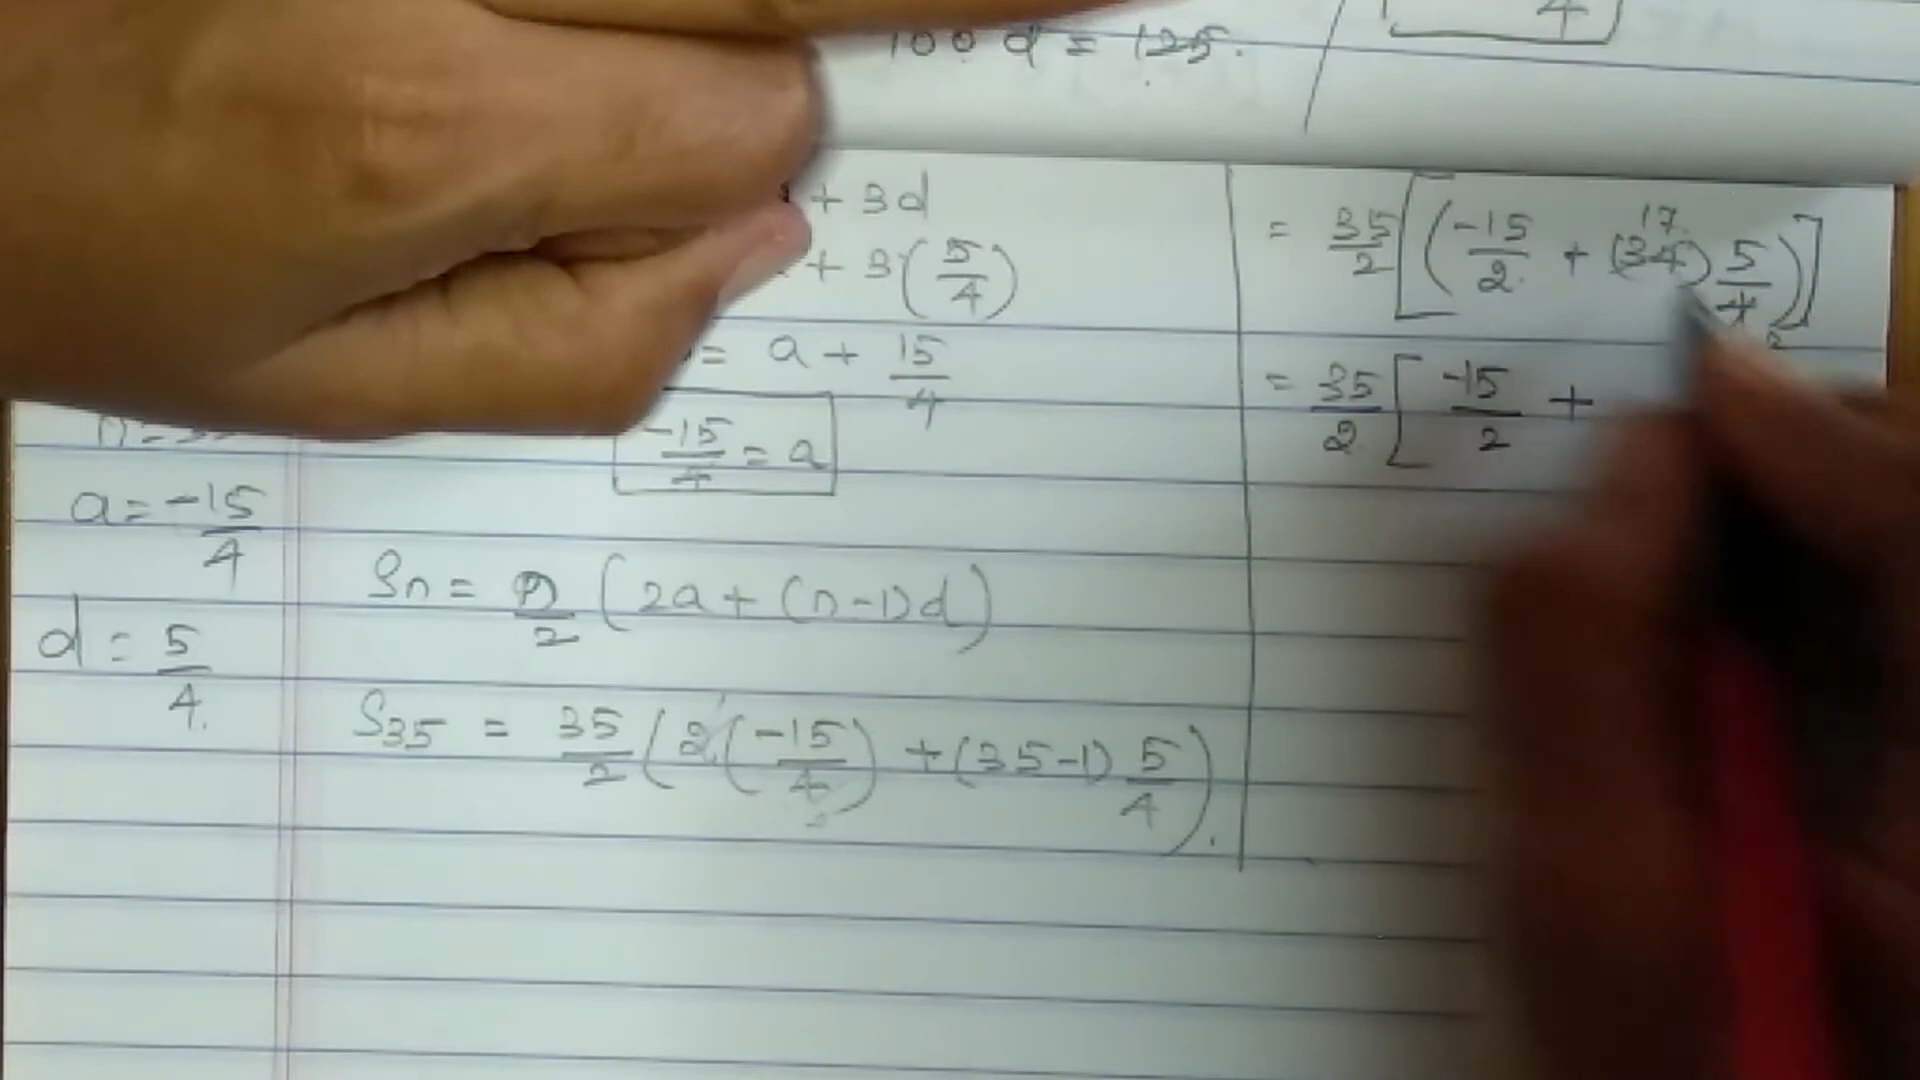 4
100 d = 125.
+ 3d
+ 3(5/4)
= a + 15/4
-15/4 = a
a = -15/4
d = 5/4.
Sn = n/2 (2a + (n-1)d)
S35 = 35/2 (2(-15/4) + (35-1) 5/4).
= 35/2 [(-15/2 + (34) 17 5/4 2)]
= 35/2 [ -15/2 +